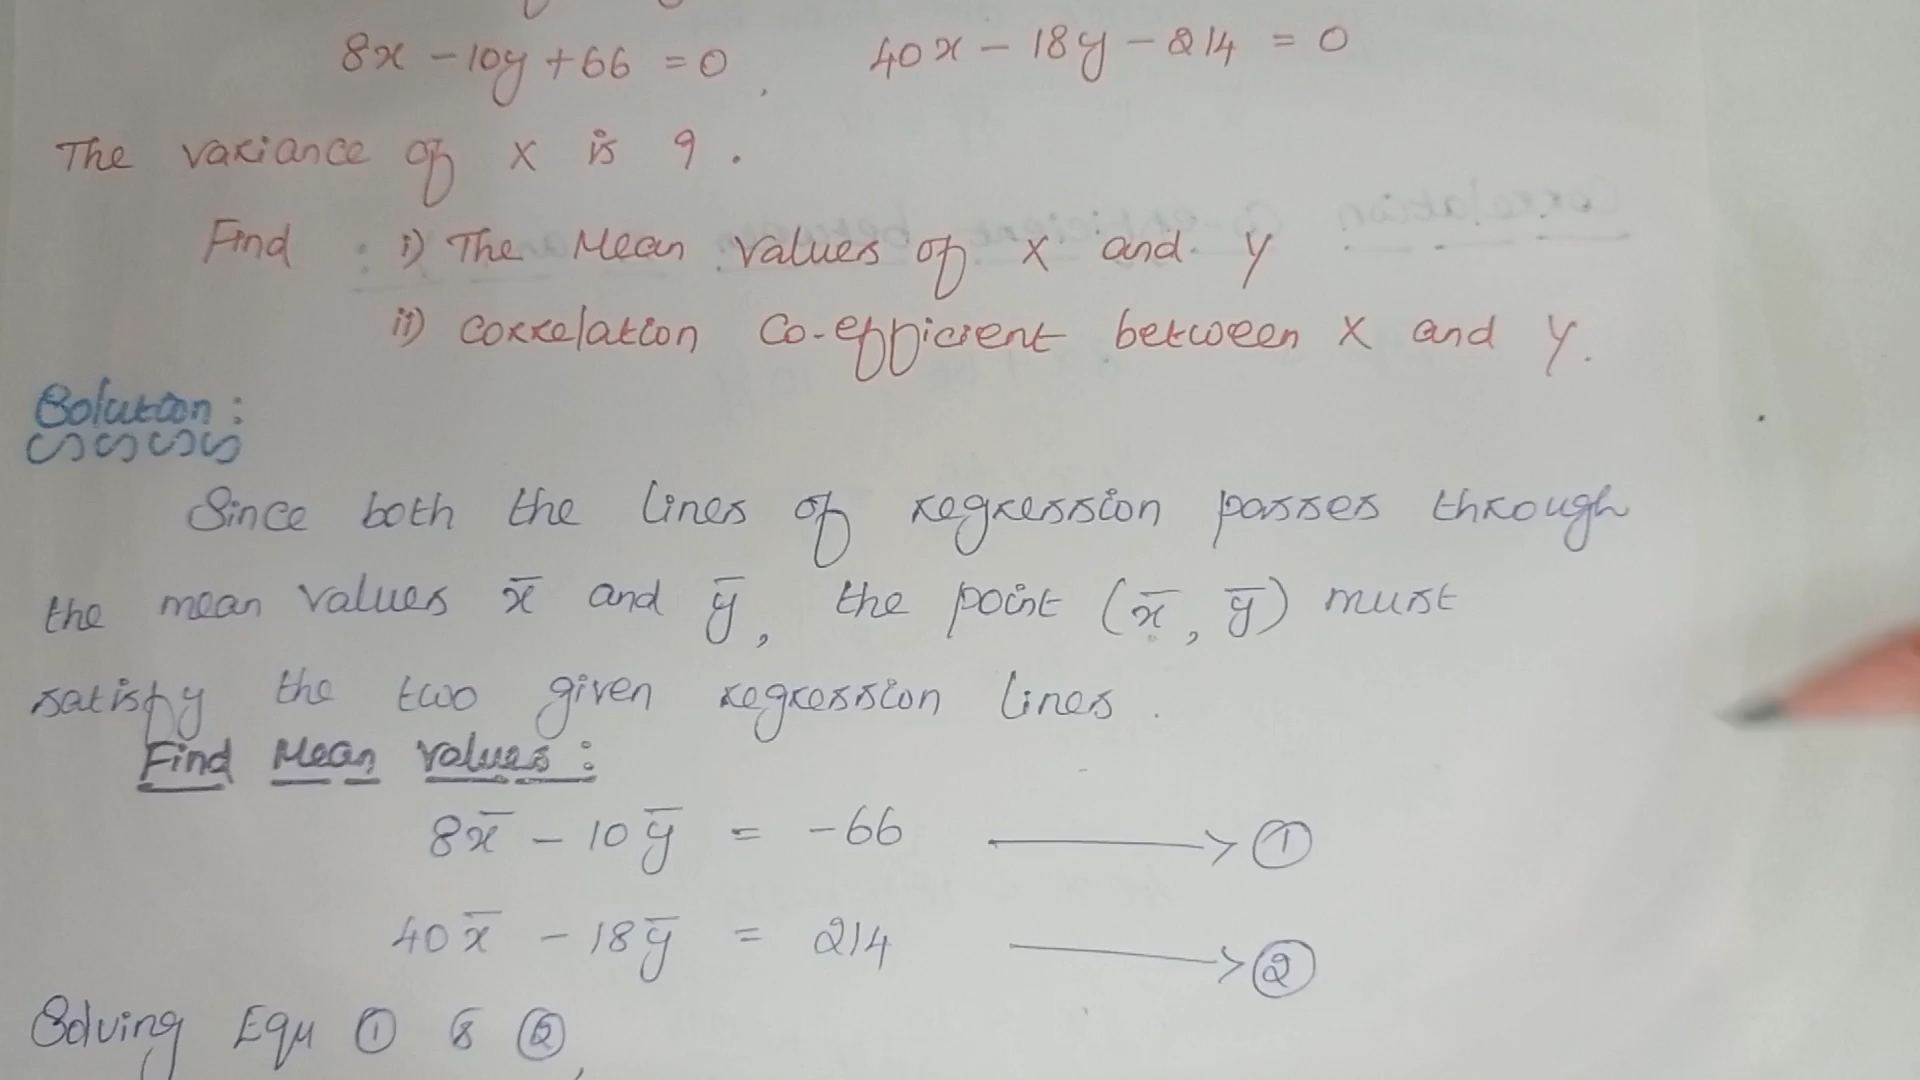 8x - 10y + 66 = 0, 40x - 18y - 214 = 0
The variance of X is 9.
Find : i) The Mean values of X and Y
ii) Correlation Co-efficient between X and Y.
Solution:
Since both the lines of regression passes through
the mean values x̄ and ȳ, the point (x̄, ȳ) must
satisfy the two given regression lines.
Find Mean values:
8x̄ - 10ȳ = -66 → ①
40x̄ - 18ȳ = 214 → ②
Solving Equ ① & ②,